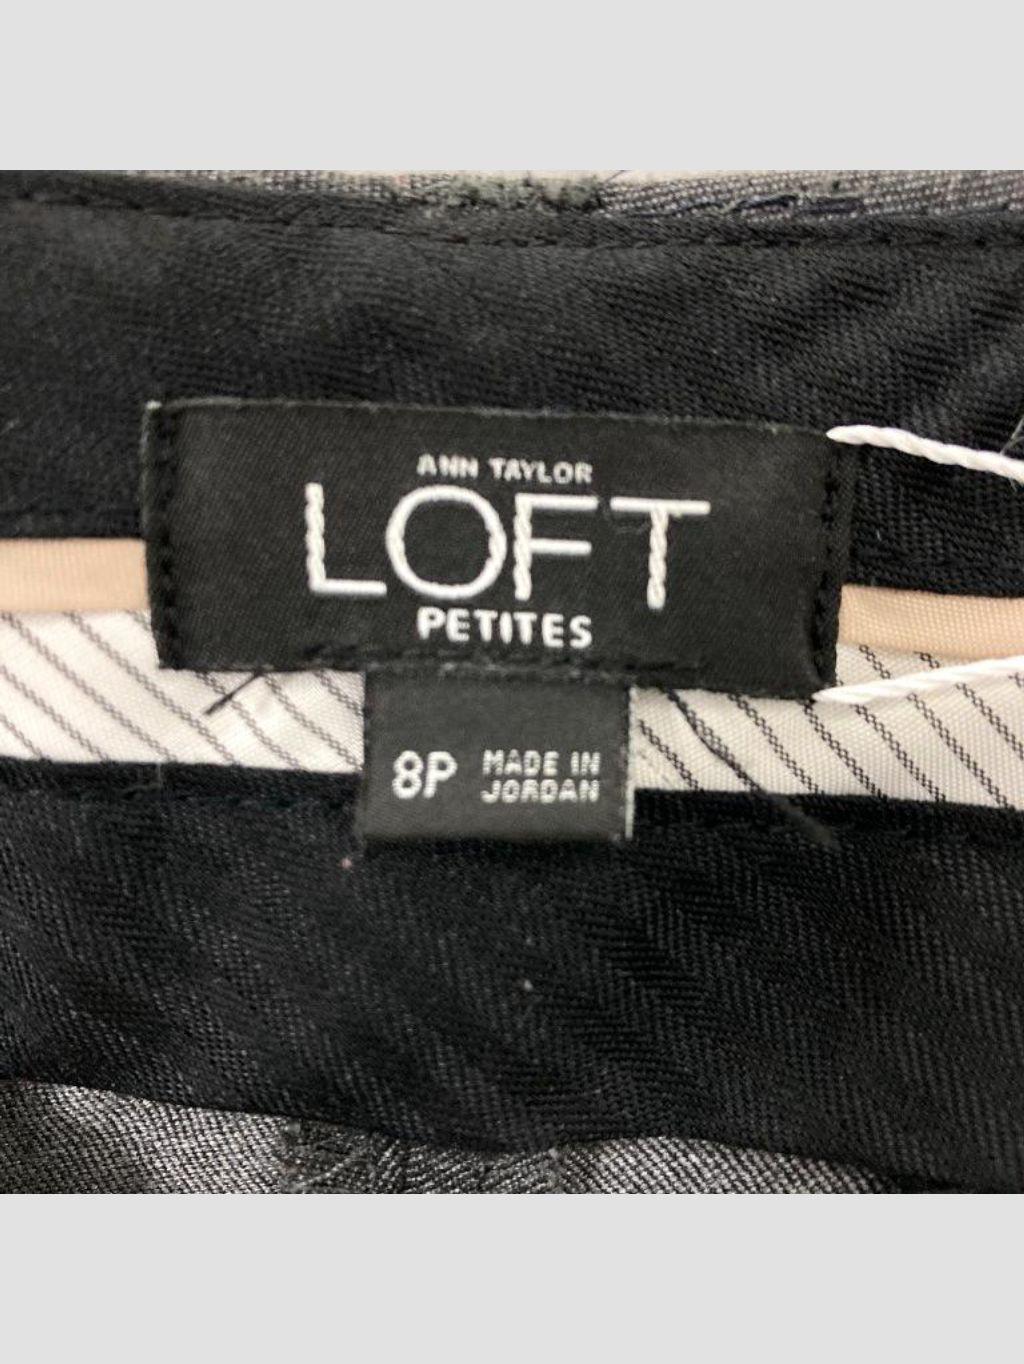 ANN TAYLOR
LOFT
PETITES
8P MADE IN
JORDAN